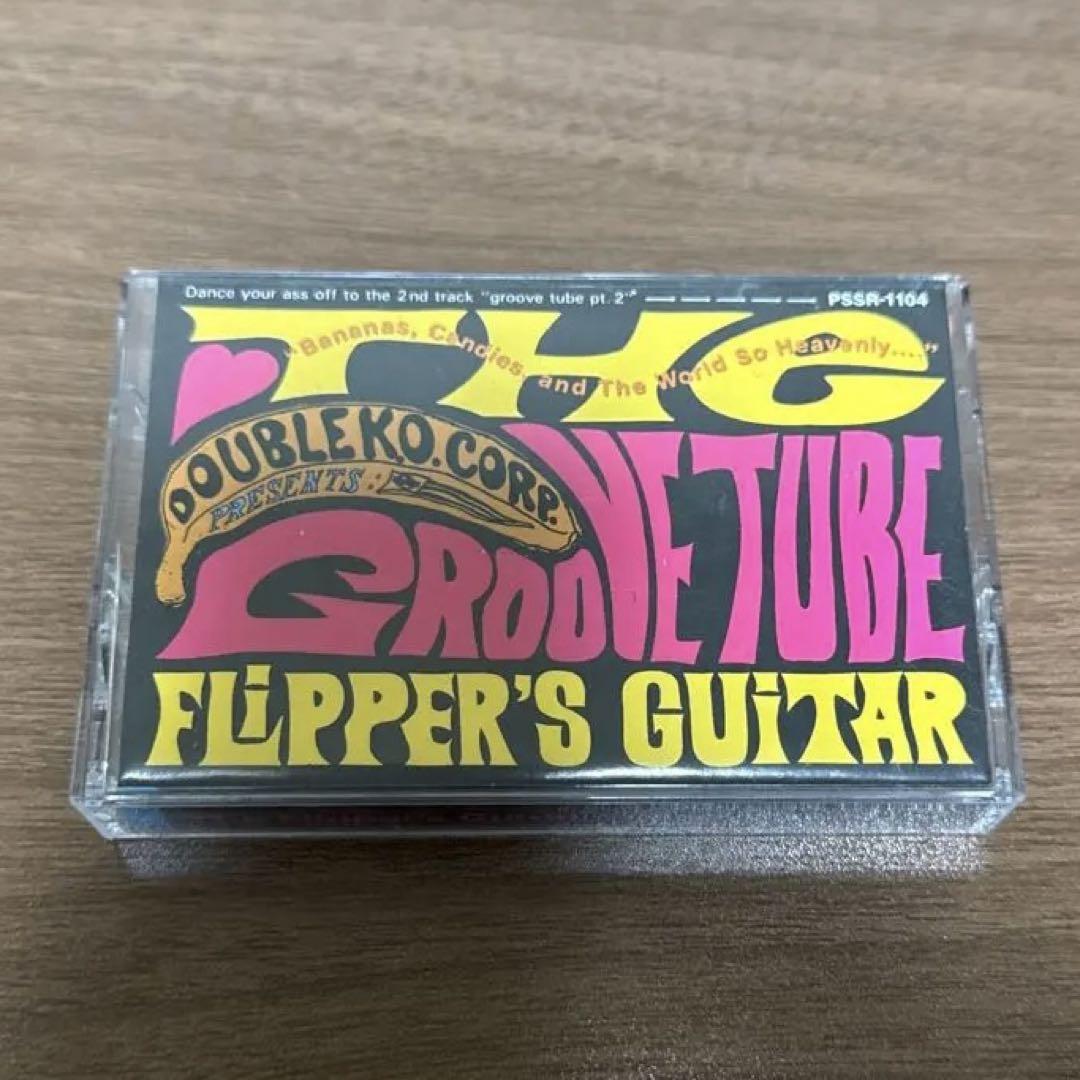 Dance your ass off to the 2nd track "groove tube pt. 2" PSSR-1104
THE
"Bananas, Candies, and The World So Heavenly...."
DOUBLE K.O. CORP.
PRESENTS:
GROOVE TUBE
FLiPPER'S GUiTAR